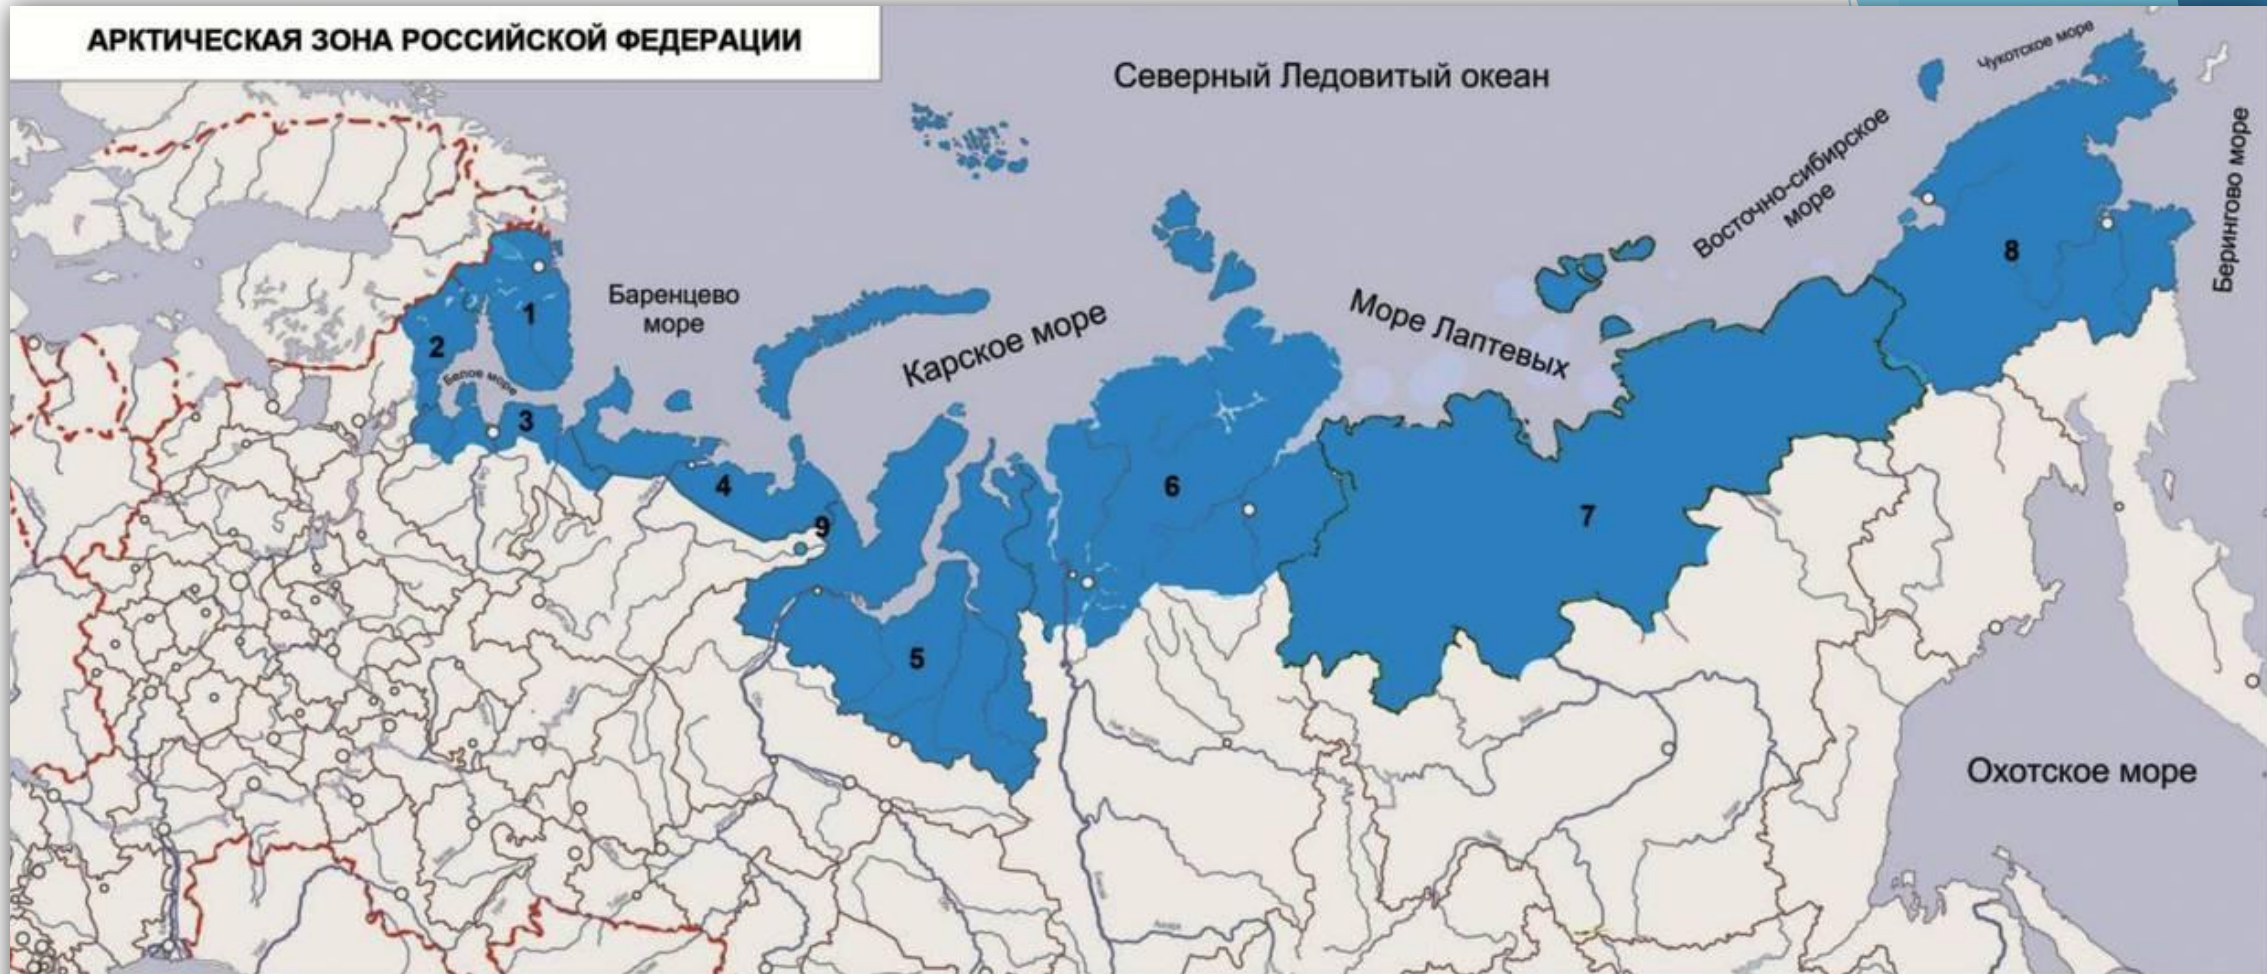 АРКТИЧЕСКАЯ ЗОНА РОССИЙСКОЙ ФЕДЕРАЦИИ
Северный Ледовитый океан
Чукотское море
Берингово море
Восточно-сибирское
море
Баренцево
море
Карское море
Море Лаптевых
Белое море
1
2
3
4
5
6
7
8
9
Охотское море